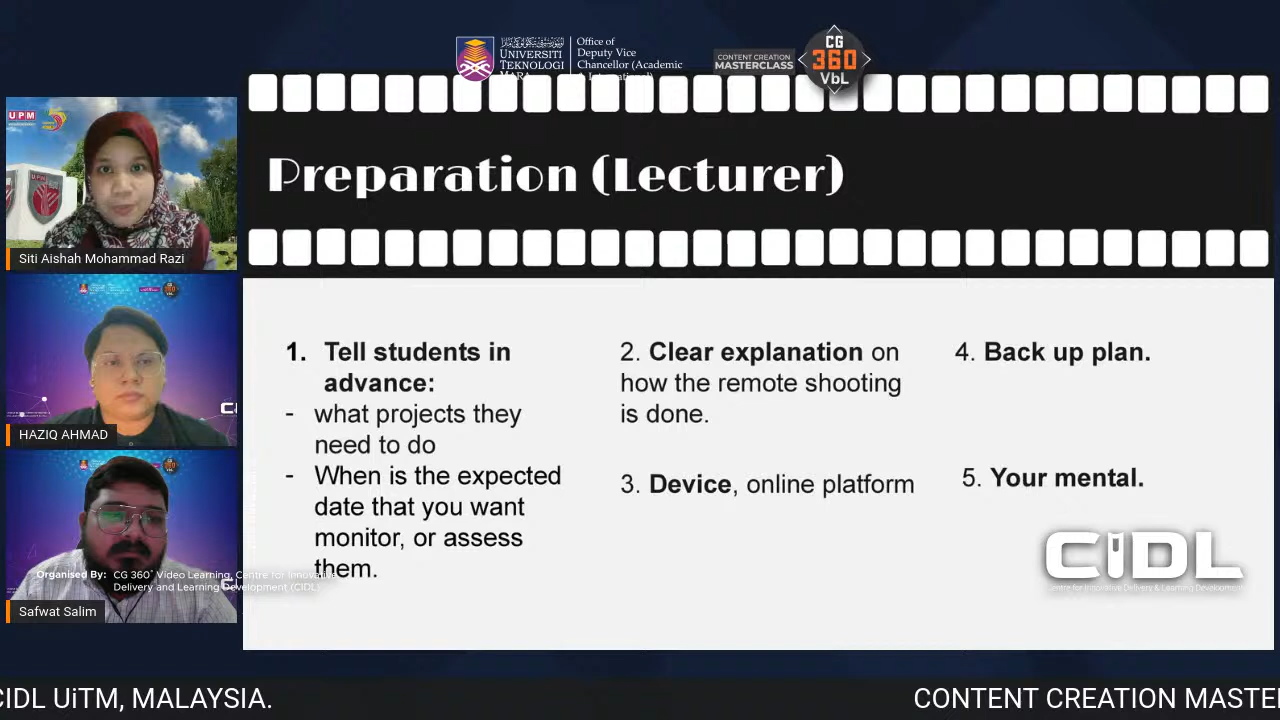 UNIVERSITI
TEKNOLOGI
MARA
Office of
Deputy Vice
Chancellor (Academic
& International)
CONTENT CREATION
MASTERCLASS
CG
360
VbL
UPM
Siti Aishah Mohammad Razi
HAZIQ AHMAD
Safwat Salim
Organised By: CG 360° Video Learning, Centre for Innovative
Delivery and Learning Development (CIDL)
Preparation (Lecturer)
1. Tell students in
advance:
- what projects they
need to do
- When is the expected
date that you want
monitor, or assess
them.
2. Clear explanation on
how the remote shooting
is done.
3. Device, online platform
4. Back up plan.
5. Your mental.
CIDL
Centre for Innovative Delivery & Learning Development
CIDL UiTM, MALAYSIA.
CONTENT CREATION MASTE